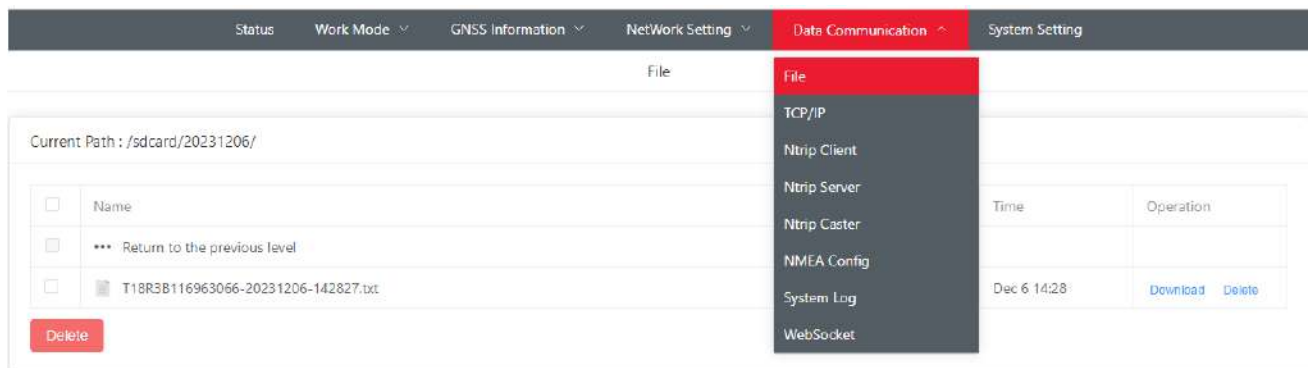 Status Work Mode GNSS Information NetWork Setting Data Communication System Setting
File
File
TCP/IP
Ntrip Client
Ntrip Server
Ntrip Caster
NMEA Config
System Log
WebSocket
Current Path : /sdcard/20231206/
Name Time Operation
••• Return to the previous level
T18R3B116963066-20231206-142827.txt Dec 6 14:28 Download Delete
Delete